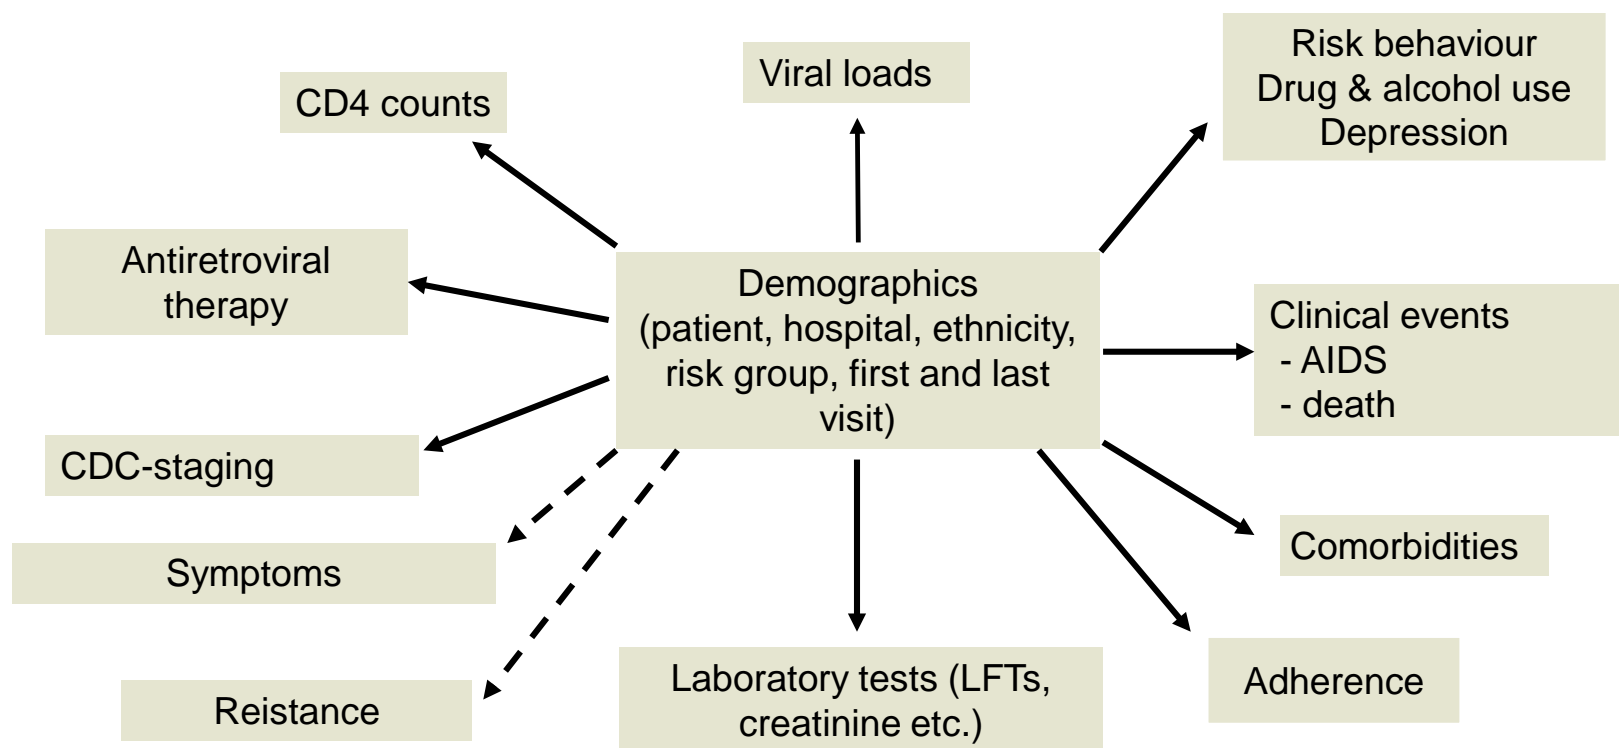 Risk behaviour
Drug & alcohol use
Depression
Viral loads
CD4 counts
Antiretroviral
therapy
Demographics
(patient, hospital, ethnicity,
risk group, first and last
visit)
Clinical events
- AIDS
- death
CDC-staging
Symptoms
Comorbidities
Reistance
Laboratory tests (LFTs,
creatinine etc.)
Adherence